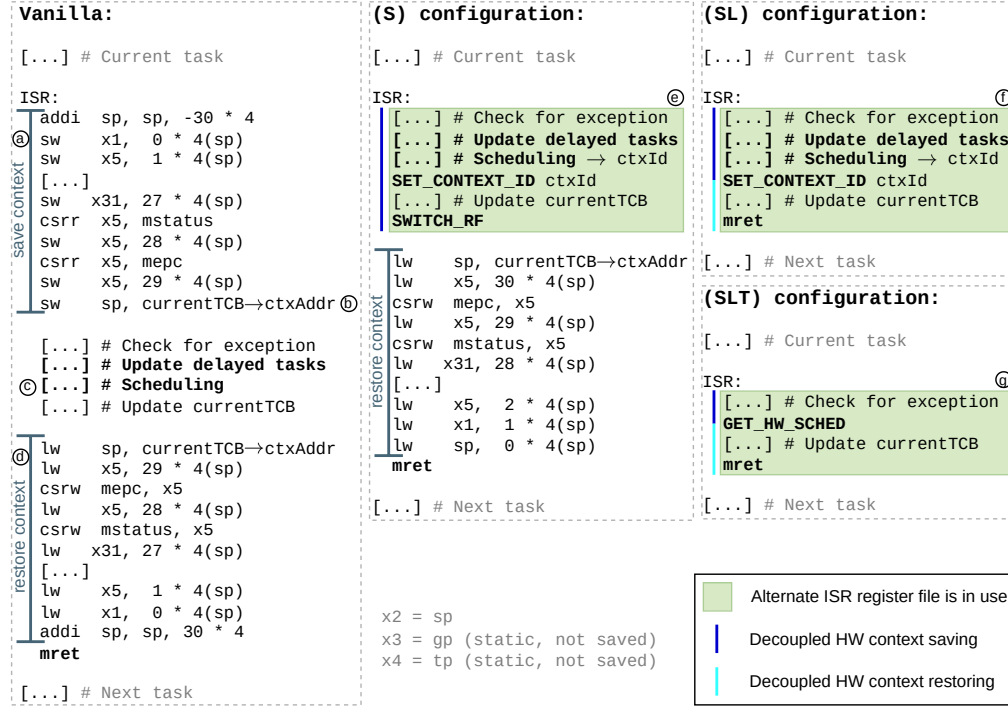 Vanilla:
[...] # Current task
ISR:
addi sp, sp, -30 * 4
ⓐ sw x1, 0 * 4(sp)
sw x5, 1 * 4(sp)
[...]
sw x31, 27 * 4(sp)
csrr x5, mstatus
sw x5, 28 * 4(sp)
csrr x5, mepc
sw x5, 29 * 4(sp)
sw sp, currentTCB→ctxAddr ⓑ
save context
[...] # Check for exception
[...] # Update delayed tasks
ⓒ [...] # Scheduling
[...] # Update currentTCB
ⓓ lw sp, currentTCB→ctxAddr
lw x5, 29 * 4(sp)
csrw mepc, x5
lw x5, 28 * 4(sp)
csrw mstatus, x5
lw x31, 27 * 4(sp)
[...]
lw x5, 1 * 4(sp)
lw x1, 0 * 4(sp)
addi sp, sp, 30 * 4
restore context
mret
[...] # Next task
(S) configuration:
[...] # Current task
ISR: ⓔ
[...] # Check for exception
[...] # Update delayed tasks
[...] # Scheduling → ctxId
SET_CONTEXT_ID ctxId
[...] # Update currentTCB
SWITCH_RF
lw sp, currentTCB→ctxAddr
lw x5, 30 * 4(sp)
csrw mepc, x5
lw x5, 29 * 4(sp)
csrw mstatus, x5
lw x31, 28 * 4(sp)
[...]
lw x5, 2 * 4(sp)
lw x1, 1 * 4(sp)
lw sp, 0 * 4(sp)
restore context
mret
[...] # Next task
x2 = sp
x3 = gp (static, not saved)
x4 = tp (static, not saved)
(SL) configuration:
[...] # Current task
ISR: ⓕ
[...] # Check for exception
[...] # Update delayed tasks
[...] # Scheduling → ctxId
SET_CONTEXT_ID ctxId
[...] # Update currentTCB
mret
[...] # Next task
(SLT) configuration:
[...] # Current task
ISR: ⓖ
[...] # Check for exception
GET_HW_SCHED
[...] # Update currentTCB
mret
[...] # Next task
Alternate ISR register file is in use
Decoupled HW context saving
Decoupled HW context restoring